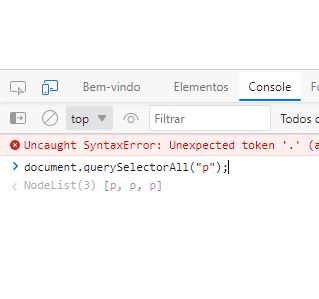 Bem-vindo Elementos Console Fo
top Filtrar Todos o
Uncaught SyntaxError: Unexpected token '.' (a
> document.querySelectorAll("p");
< NodeList(3) [p, p, p]